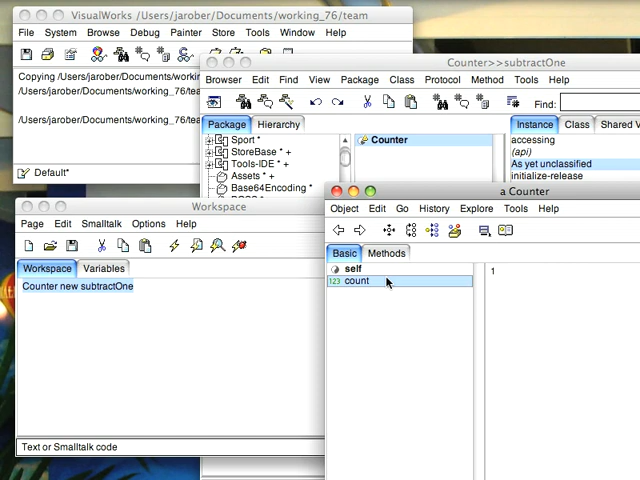 VisualWorks /Users/jarober/Documents/working_76/team
File System Browse Debug Painter Store Tools Window Help
Copying /Users/jarober/Documents/workin
/Users/jarober/Documents/working_76/tea
/Users/jarober/Documents/working_76/tea
Default*
Counter>>subtractOne
Browser Edit Find View Package Class Protocol Method Tools
Find:
Package Hierarchy
Instance Class Shared V
Sport *
StoreBase * +
Tools-IDE * +
Assets * +
Base64Encoding * +
Counter
accessing
(api)
As yet unclassified
initialize-release
Workspace
Page Edit Smalltalk Options Help
Workspace Variables
Counter new subtractOne
Text or Smalltalk code
a Counter
Object Edit Go History Explore Tools Help
Basic Methods
self
123 count
1